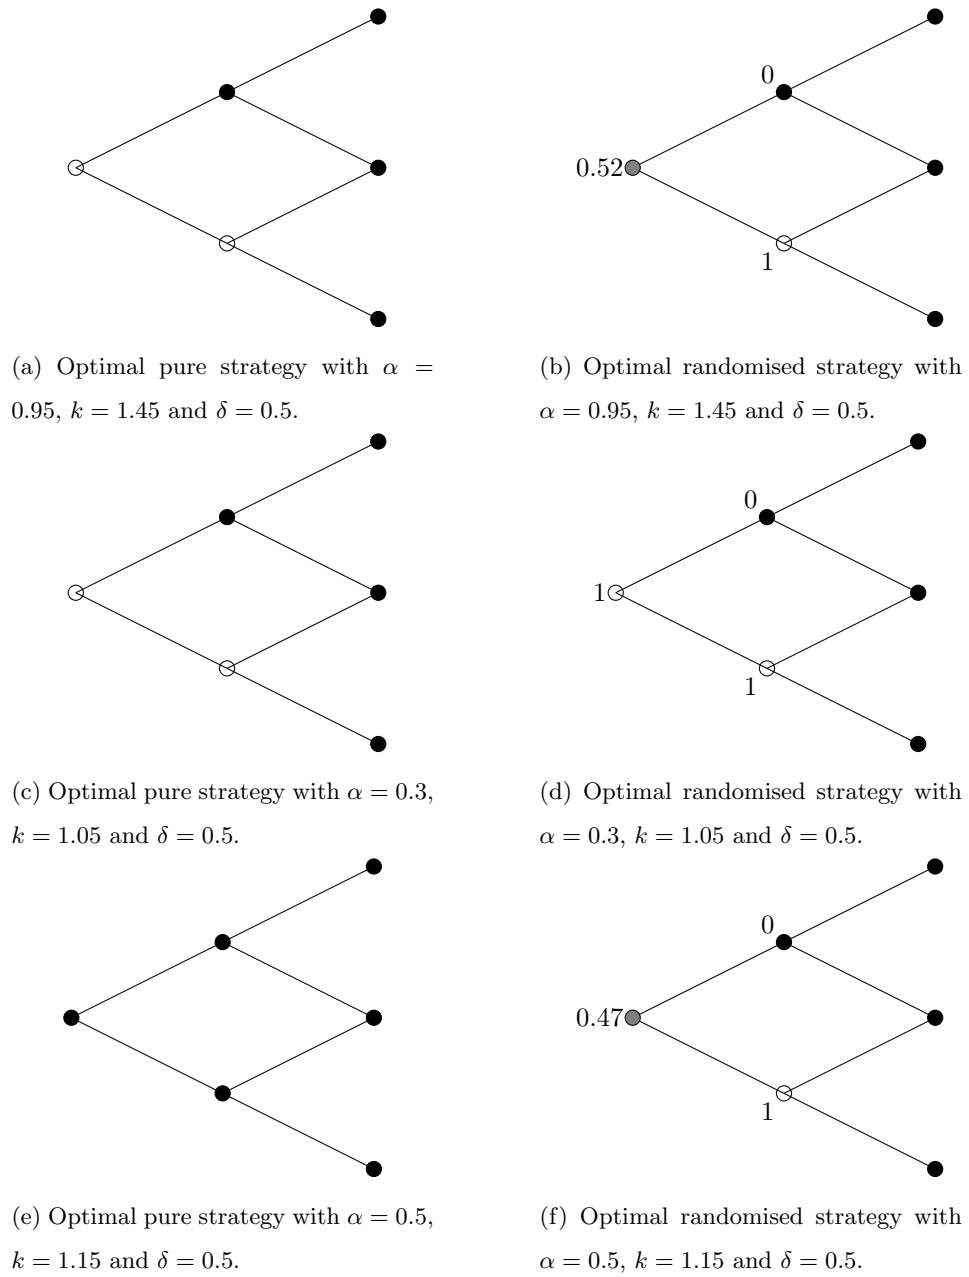 0
0.52
1
(a) Optimal pure strategy with α =
0.95, k = 1.45 and δ = 0.5.
(b) Optimal randomised strategy with
α = 0.95, k = 1.45 and δ = 0.5.
0
1
1
(c) Optimal pure strategy with α = 0.3,
k = 1.05 and δ = 0.5.
(d) Optimal randomised strategy with
α = 0.3, k = 1.05 and δ = 0.5.
0
0.47
1
(e) Optimal pure strategy with α = 0.5,
k = 1.15 and δ = 0.5.
(f) Optimal randomised strategy with
α = 0.5, k = 1.15 and δ = 0.5.